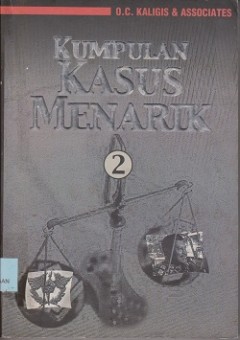 O.C. KALIGIS & ASSOCIATES
KUMPULAN
KASUS
MENARIK
2